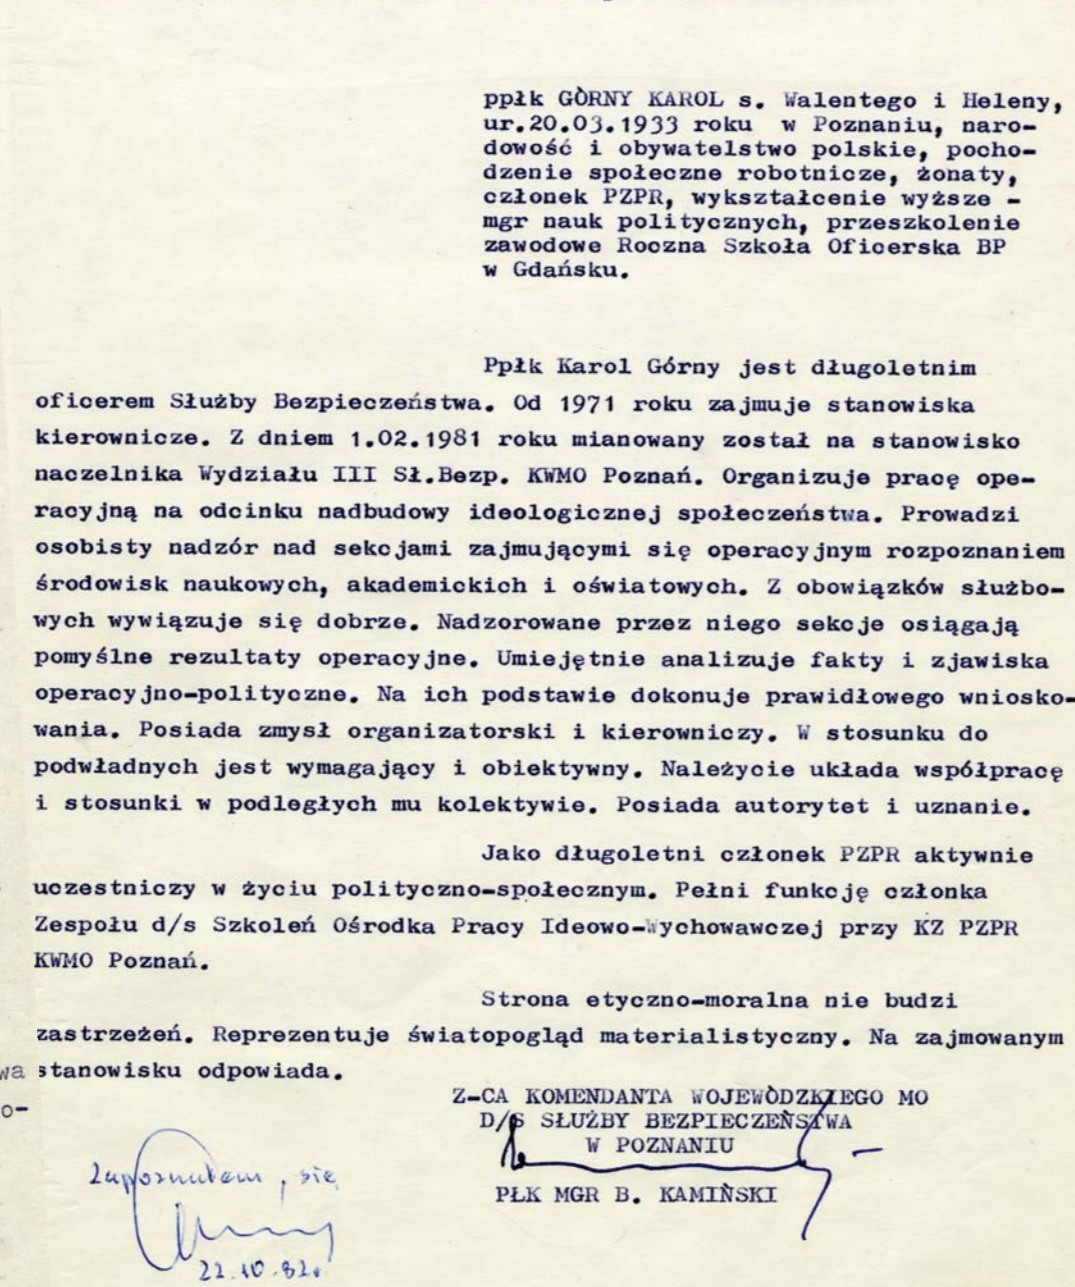 ppłk GÒRNY KAROL s. Walentego i Heleny,
ur.20.03.1933 roku w Poznaniu, naro-
dowość i obywatelstwo polskie, pocho-
dzenie społeczne robotnicze, żonaty,
członek PZPR, wykształcenie wyższe -
mgr nauk politycznych, przeszkolenie
zawodowe Roczna Szkoła Oficerska BP
w Gdańsku.
Ppłk Karol Górny jest długoletnim
oficerem Służby Bezpieczeństwa. Od 1971 roku zajmuje stanowiska
kierownicze. Z dniem 1.02.1981 roku mianowany został na stanowisko
naczelnika Wydziału III Sł.Bezp. KWMO Poznań. Organizuje pracę ope-
racyjną na odcinku nadbudowy ideologicznej społeczeństwa. Prowadzi
osobisty nadzór nad sekcjami zajmującymi się operacyjnym rozpoznaniem
środowisk naukowych, akademickich i oświatowych. Z obowiązków służbo-
wych wywiązuje się dobrze. Nadzorowane przez niego sekcje osiągają
pomyślne rezultaty operacyjne. Umiejętnie analizuje fakty i zjawiska
operacyjno-polityczne. Na ich podstawie dokonuje prawidłowego wniosko-
wania. Posiada zmysł organizatorski i kierowniczy. W stosunku do
podwładnych jest wymagający i obiektywny. Należycie układa współpracę
i stosunki w podległych mu kolektywie. Posiada autorytet i uznanie.
Jako długoletni członek PZPR aktywnie
uczestniczy w życiu polityczno-społecznym. Pełni funkcję członka
Zespołu d/s Szkoleń Ośrodka Pracy Ideowo-Wychowawczej przy KZ PZPR
KWMO Poznań.
Strona etyczno-moralna nie budzi
zastrzeżeń. Reprezentuje światopogląd materialistyczny. Na zajmowanym
wa stanowisku odpowiada.
o-
Z-CA KOMENDANTA WOJEWÒDZKIEGO MO
D/S SŁUŻBY BEZPIECZEŃSTWA
W POZNANIU
PŁK MGR B. KAMIŃSKI
Zapoznałem się
22.10.82.